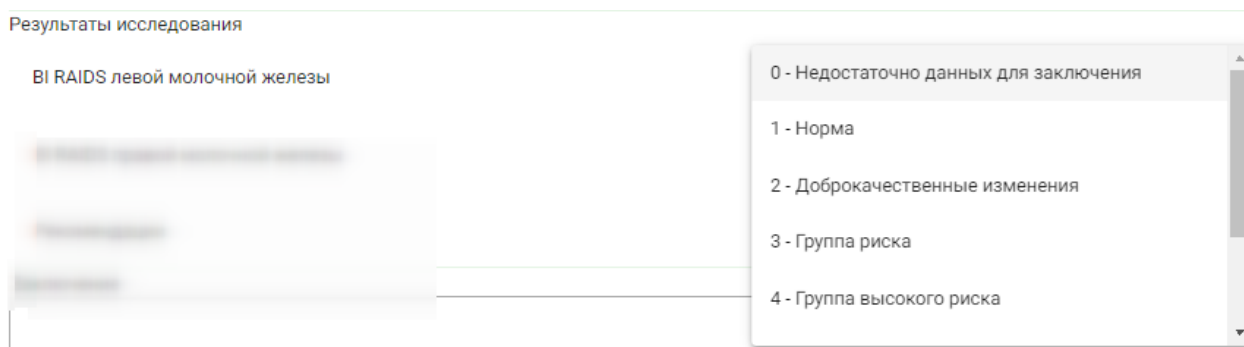 Результаты исследования
BI RAIDS левой молочной железы
0 - Недостаточно данных для заключения
1 - Норма
2 - Доброкачественные изменения
3 - Группа риска
4 - Группа высокого риска